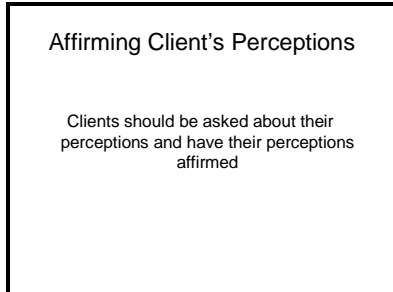 Affirming Client's Perceptions
Clients should be asked about their
perceptions and have their perceptions
affirmed